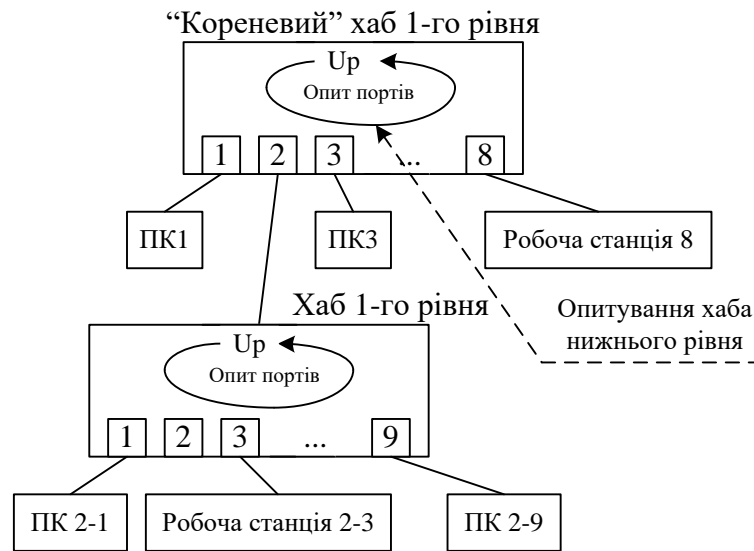 “Кореневий” хаб 1-го рівня
Up
Опит портів
1 2 3 ... 8
ПК1
ПК3
Робоча станція 8
Хаб 1-го рівня
Опитування хаба
нижнього рівня
Up
Опит портів
1 2 3 ... 9
ПК 2-1
Робоча станція 2-3
ПК 2-9